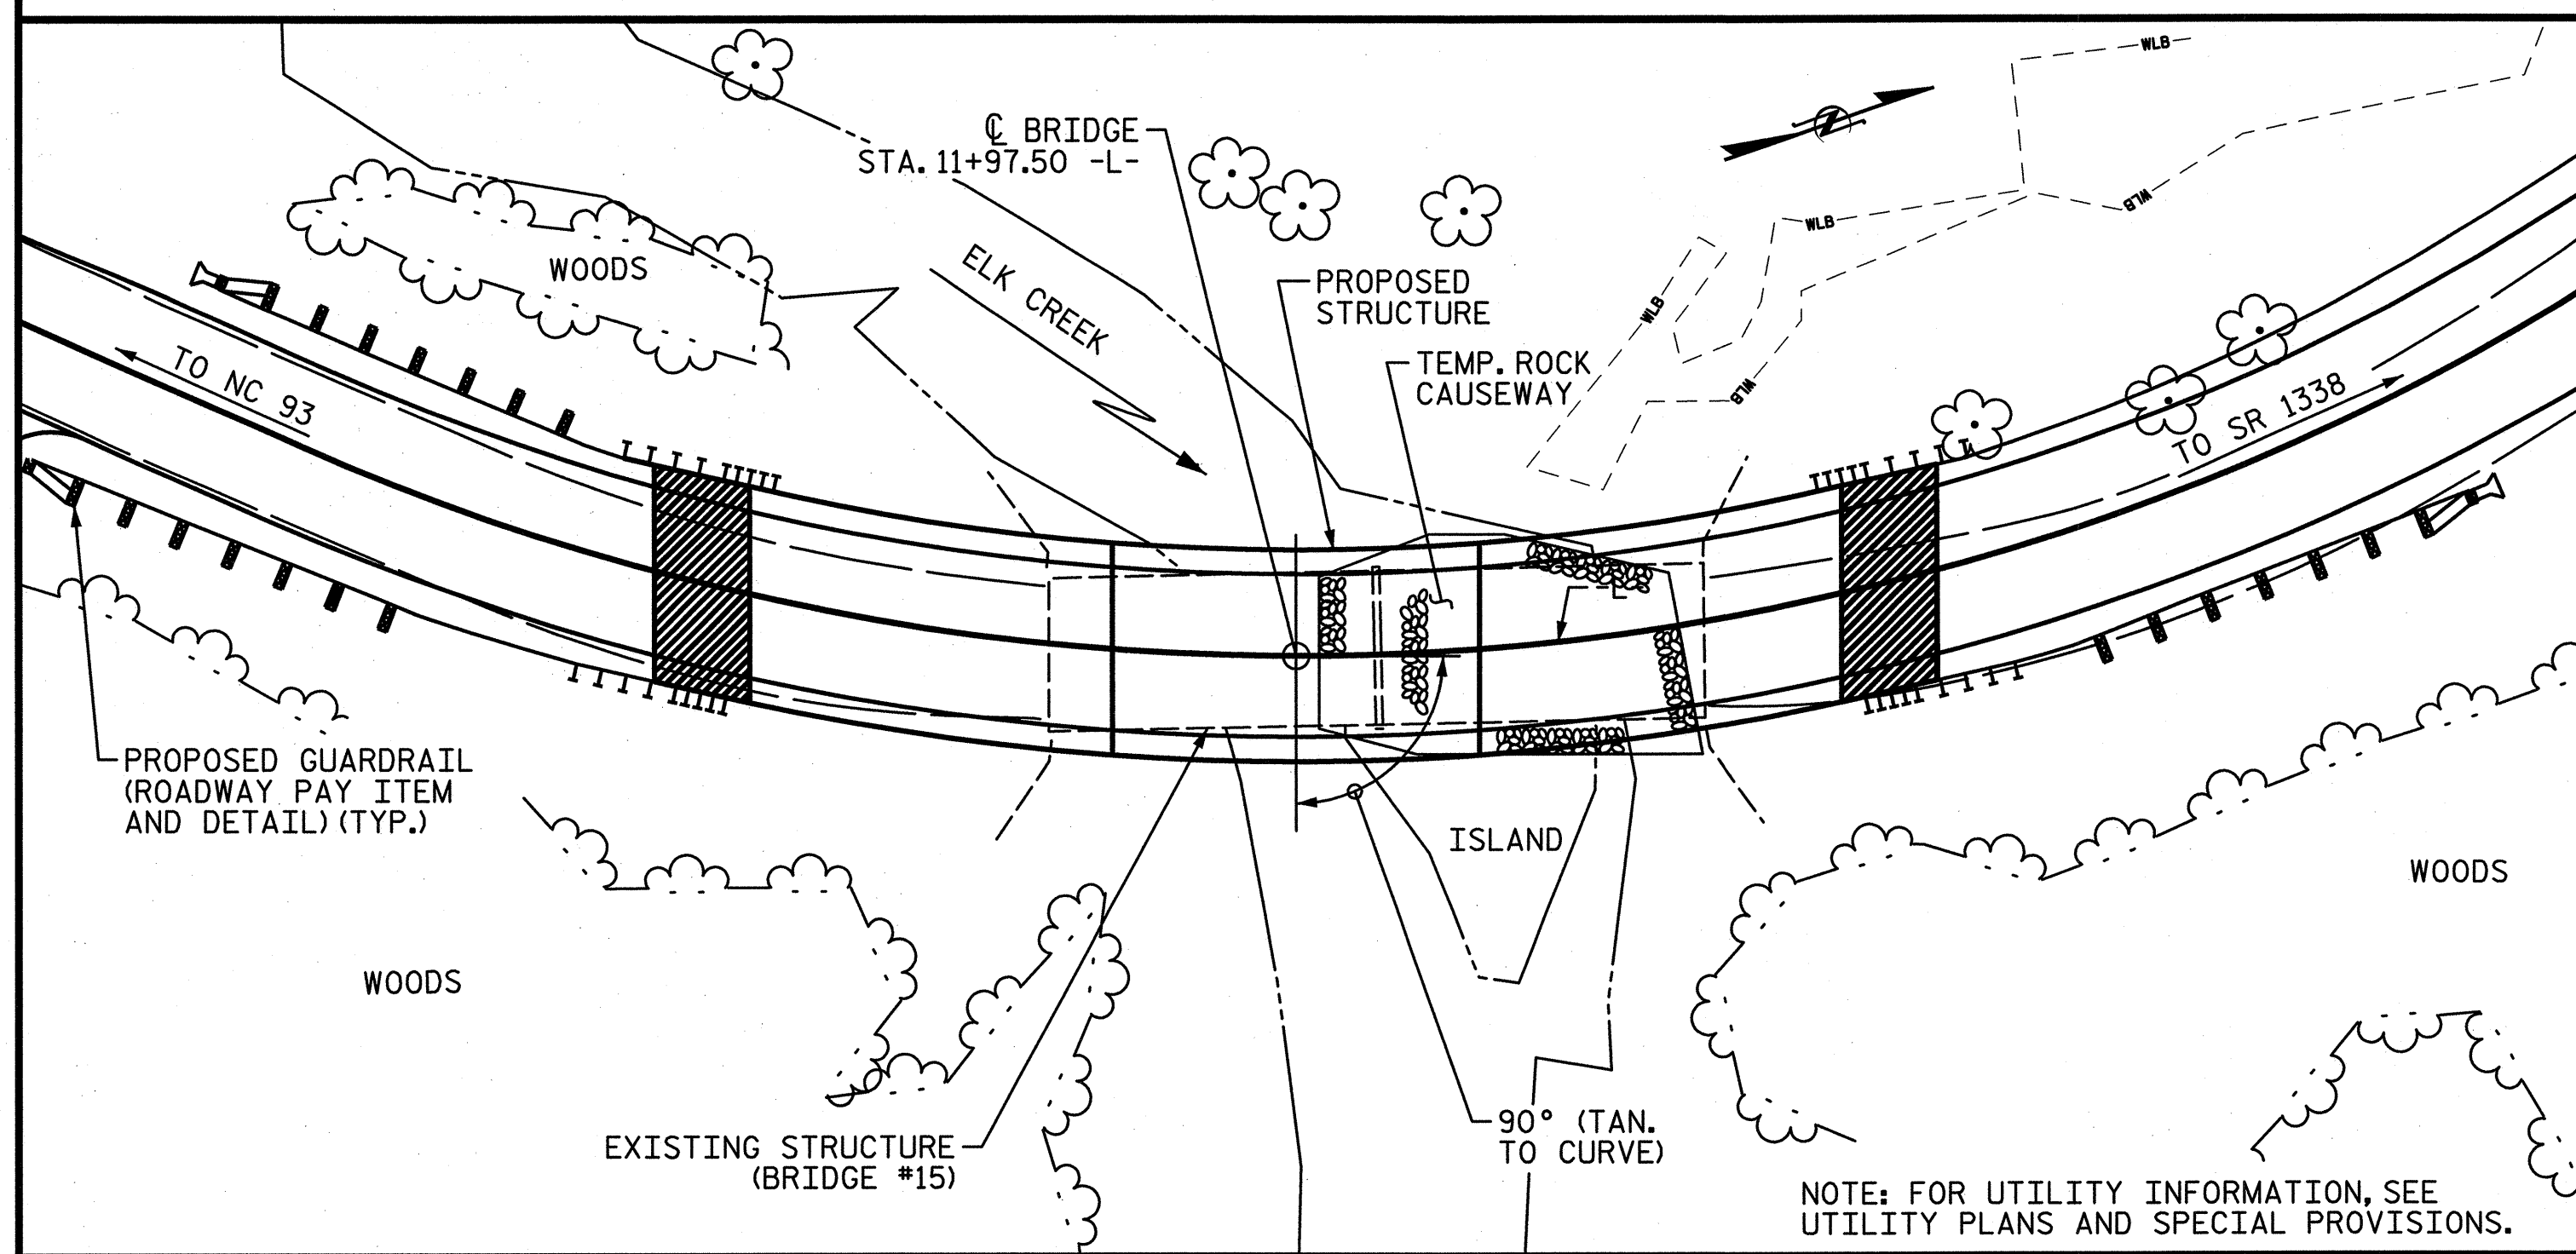 WLB
℄ BRIDGE
STA. 11+97.50 -L-
N
WLB
WLB
WOODS
ELK CREEK
PROPOSED
STRUCTURE
WLB
TEMP. ROCK
CAUSEWAY
WLB
TO NC 93
TO SR 1338
PROPOSED GUARDRAIL
(ROADWAY PAY ITEM
AND DETAIL) (TYP.)
ISLAND
WOODS
WOODS
EXISTING STRUCTURE
(BRIDGE #15)
90° (TAN.
TO CURVE)
NOTE: FOR UTILITY INFORMATION, SEE
UTILITY PLANS AND SPECIAL PROVISIONS.